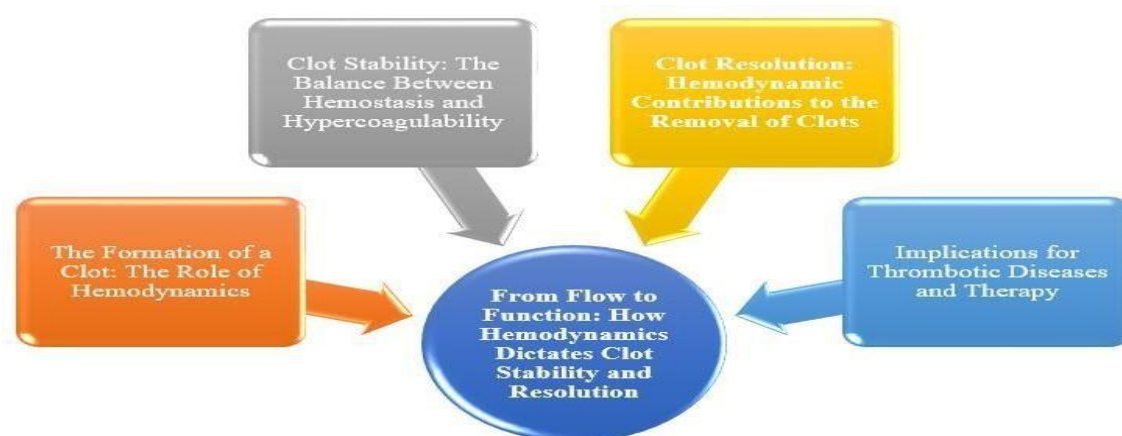 Clot Stability: The
Balance Between
Hemostasis and
Hypercoagulability
Clot Resolution:
Hemodynamic
Contributions to the
Removal of Clots
The Formation of a
Clot: The Role of
Hemodynamics
Implications for
Thrombotic Diseases
and Therapy
From Flow to
Function: How
Hemodynamics
Dictates Clot
Stability and
Resolution